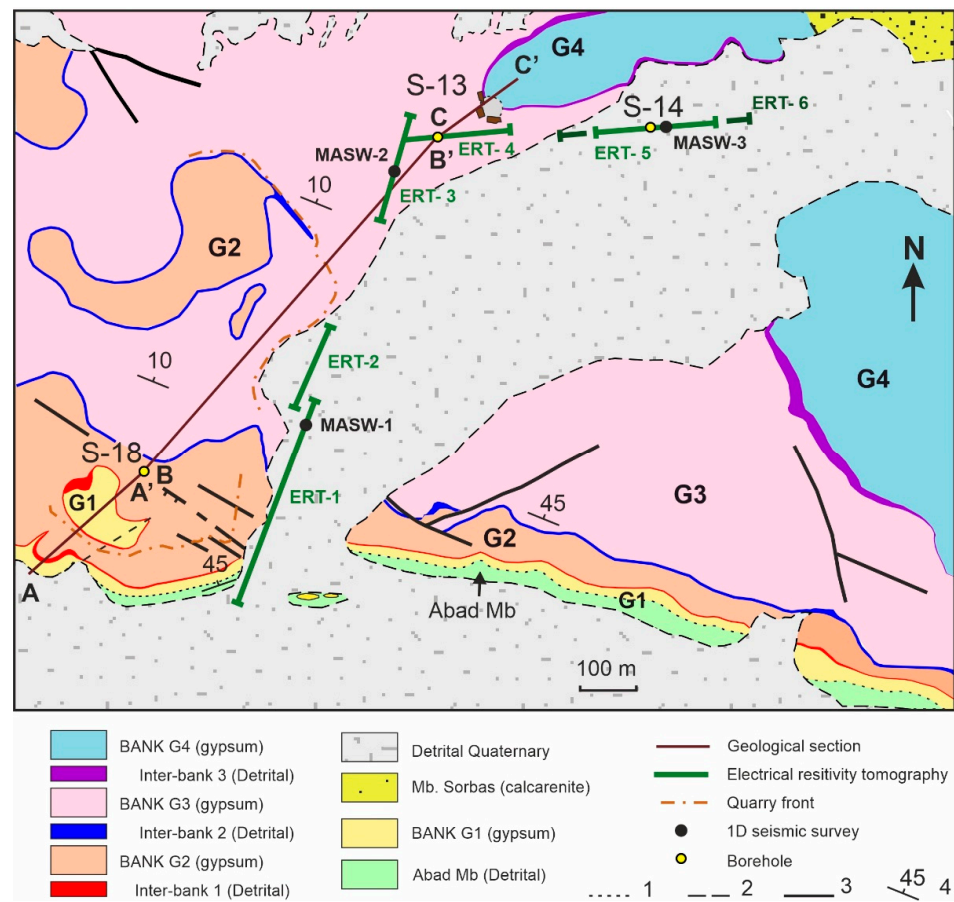 G4
C'
S-13
C
B'
ERT- 4
MASW-2
ERT- 3
10
S-14
ERT- 6
ERT- 5
MASW-3
G2
N
10
ERT-2
MASW-1
G4
S-18
B
A'
G1
ERT-1
G3
45
G2
45
A
Abad Mb
G1
100 m
BANK G4 (gypsum)
Inter-bank 3 (Detrital)
BANK G3 (gypsum)
Inter-bank 2 (Detrital)
BANK G2 (gypsum)
Inter-bank 1 (Detrital)
Detrital Quaternary
Mb. Sorbas (calcarenite)
BANK G1 (gypsum)
Abad Mb (Detrital)
Geological section
Electrical resitivity tomography
Quarry front
1D seismic survey
Borehole
1 2 3 45 4